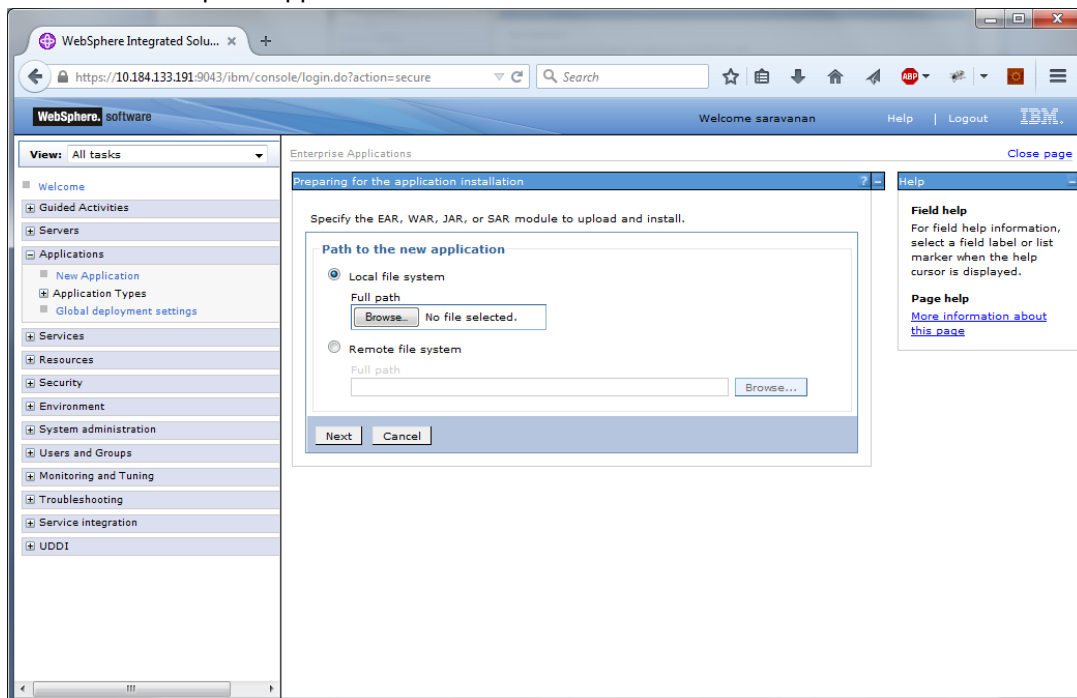 WebSphere Integrated Solu... × +
https://10.184.133.191:9043/ibm/console/login.do?action=secure
Search
ABP
WebSphere. software
Welcome saravanan
Help | Logout
IBM.
View: All tasks
Welcome
Guided Activities
Servers
Applications
New Application
Application Types
Global deployment settings
Services
Resources
Security
Environment
System administration
Users and Groups
Monitoring and Tuning
Troubleshooting
Service integration
UDDI
Enterprise Applications
Close page
Preparing for the application installation
? –
Specify the EAR, WAR, JAR, or SAR module to upload and install.
Path to the new application
Local file system
Full path
Browse... No file selected.
Remote file system
Full path
Browse...
Next Cancel
Help –
Field help
For field help information,
select a field label or list
marker when the help
cursor is displayed.
Page help
More information about
this page